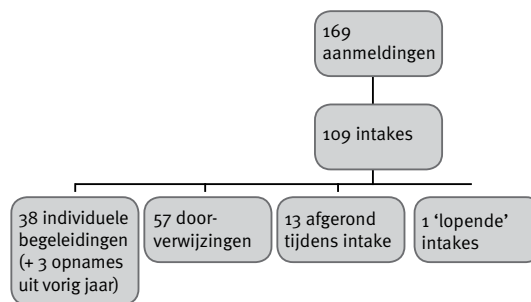 169
aanmeldingen
109 intakes
38 individuele
begeleidingen
(+ 3 opnames
uit vorig jaar)
57 door-
verwijzingen
13 afgerond
tijdens intake
1 ‘lopende’
intakes